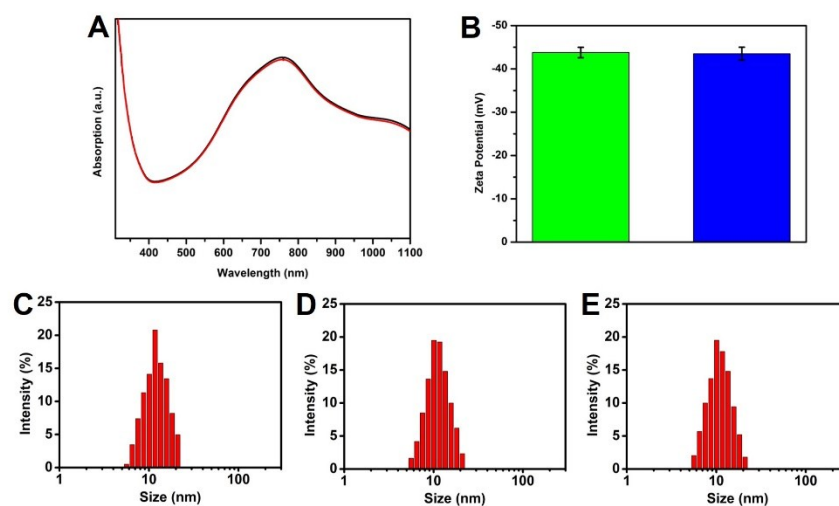 A
Absorption (a.u.)
400 500 600 700 800 900 1000 1100
Wavelength (nm)
B
Zeta Potential (mV)
-50
-40
-30
-20
-10
0
C
Intensity (%)
25
20
15
10
5
0
1 10 100
Size (nm)
D
Intensity (%)
25
20
15
10
5
0
1 10 100
Size (nm)
E
Intensity (%)
25
20
15
10
5
0
1 10 100
Size (nm)